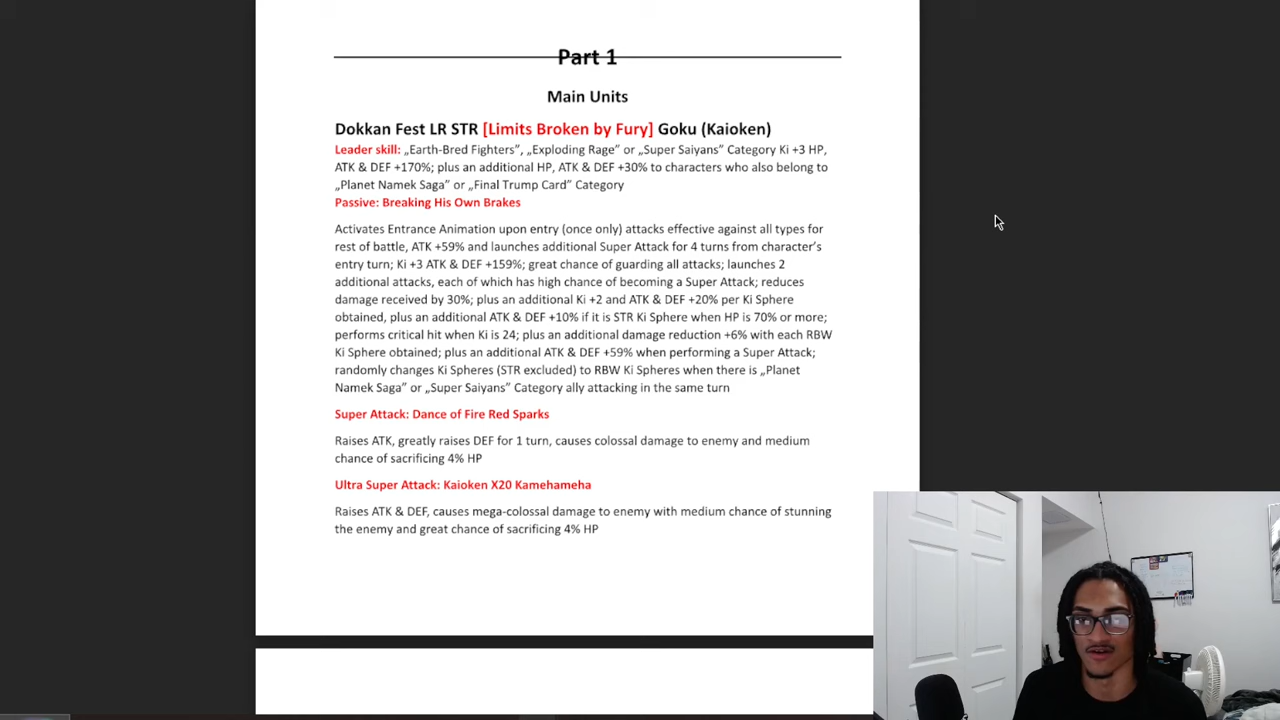 Part 1
Main Units
Dokkan Fest LR STR [Limits Broken by Fury] Goku (Kaioken)
Leader skill: „Earth-Bred Fighters”, „Exploding Rage” or „Super Saiyans” Category Ki +3 HP,
ATK & DEF +170%; plus an additional HP, ATK & DEF +30% to characters who also belong to
„Planet Namek Saga” or „Final Trump Card” Category
Passive: Breaking His Own Brakes
Activates Entrance Animation upon entry (once only) attacks effective against all types for
rest of battle, ATK +59% and launches additional Super Attack for 4 turns from character’s
entry turn; Ki +3 ATK & DEF +159%; great chance of guarding all attacks; launches 2
additional attacks, each of which has high chance of becoming a Super Attack; reduces
damage received by 30%; plus an additional Ki +2 and ATK & DEF +20% per Ki Sphere
obtained, plus an additional ATK & DEF +10% if it is STR Ki Sphere when HP is 70% or more;
performs critical hit when Ki is 24; plus an additional damage reduction +6% with each RBW
Ki Sphere obtained; plus an additional ATK & DEF +59% when performing a Super Attack;
randomly changes Ki Spheres (STR excluded) to RBW Ki Spheres when there is „Planet
Namek Saga” or „Super Saiyans” Category ally attacking in the same turn
Super Attack: Dance of Fire Red Sparks
Raises ATK, greatly raises DEF for 1 turn, causes colossal damage to enemy and medium
chance of sacrificing 4% HP
Ultra Super Attack: Kaioken X20 Kamehameha
Raises ATK & DEF, causes mega-colossal damage to enemy with medium chance of stunning
the enemy and great chance of sacrificing 4% HP